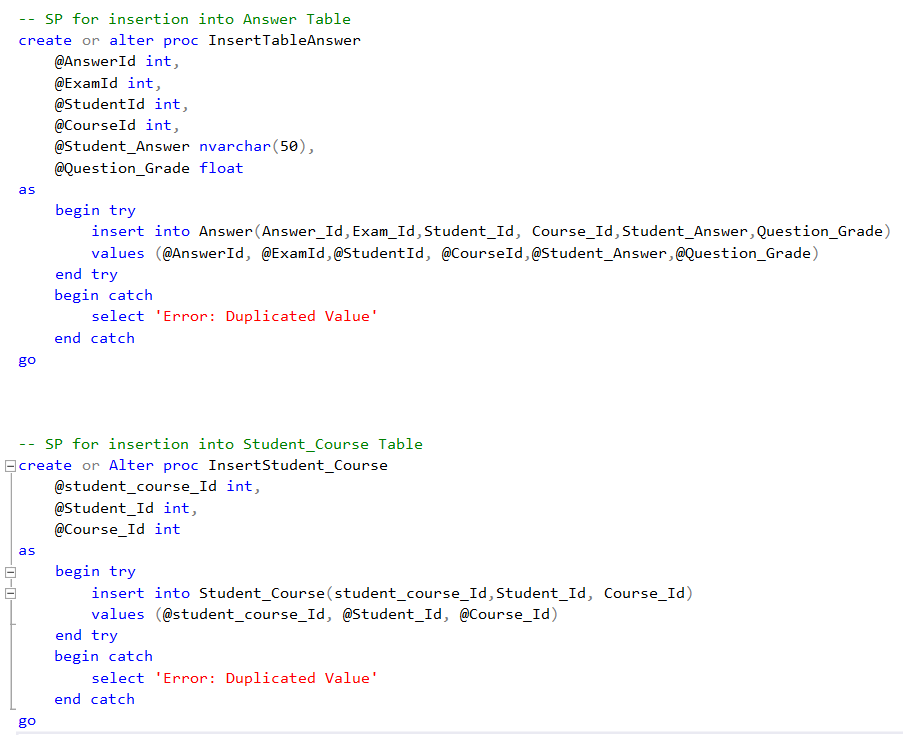 -- SP for insertion into Answer Table
create or alter proc InsertTableAnswer
@AnswerId int,
@ExamId int,
@StudentId int,
@CourseId int,
@Student_Answer nvarchar(50),
@Question_Grade float
as
begin try
insert into Answer(Answer_Id,Exam_Id,Student_Id, Course_Id,Student_Answer,Question_Grade)
values (@AnswerId, @ExamId,@StudentId, @CourseId,@Student_Answer,@Question_Grade)
end try
begin catch
select 'Error: Duplicated Value'
end catch
go
-- SP for insertion into Student_Course Table
create or Alter proc InsertStudent_Course
@student_course_Id int,
@Student_Id int,
@Course_Id int
as
begin try
insert into Student_Course(student_course_Id,Student_Id, Course_Id)
values (@student_course_Id, @Student_Id, @Course_Id)
end try
begin catch
select 'Error: Duplicated Value'
end catch
go